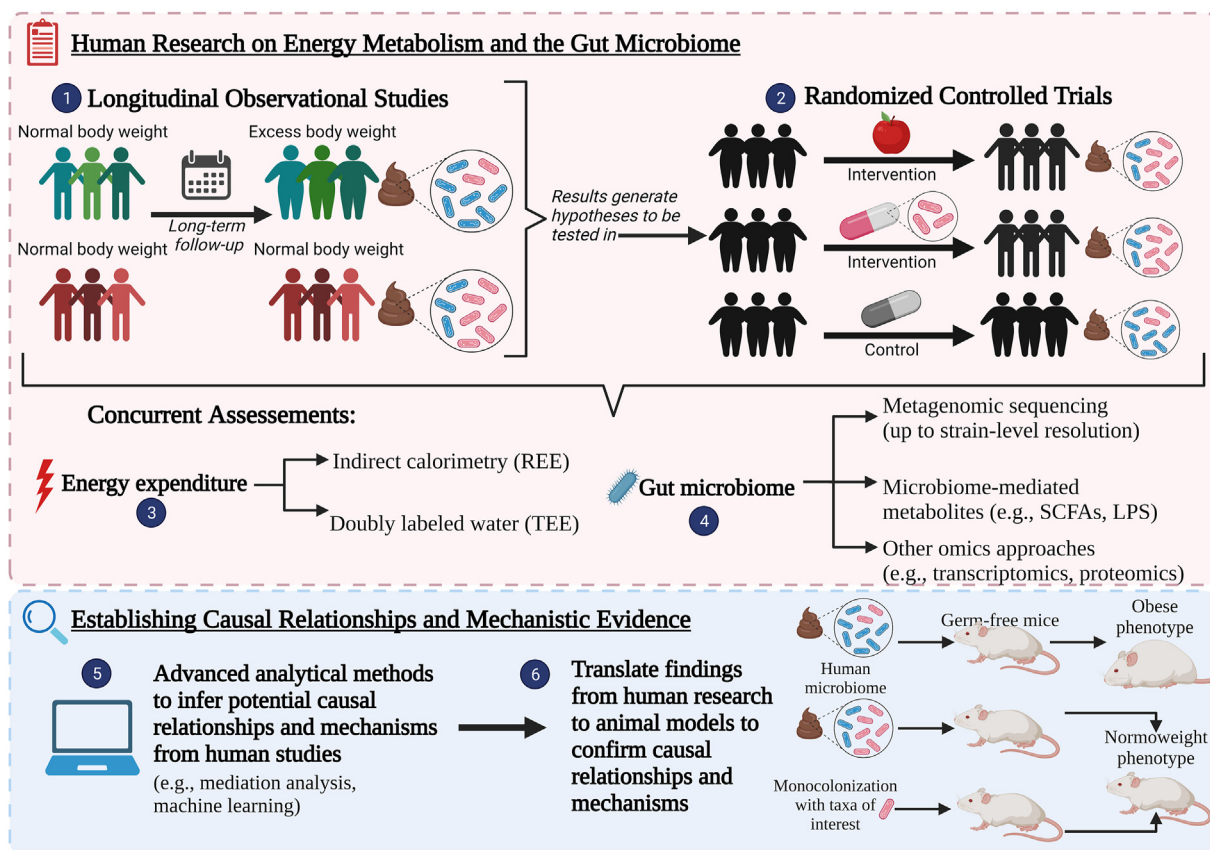 Human Research on Energy Metabolism and the Gut Microbiome
1
Longitudinal Observational Studies
Normal body weight
Excess body weight
Long-term
follow-up
Normal body weight
Normal body weight
Results generate
hypotheses to be
tested in
2
Randomized Controlled Trials
Intervention
Intervention
Control
Concurrent Assessements:
Energy expenditure
3
Indirect calorimetry (REE)
Doubly labeled water (TEE)
Gut microbiome
4
Metagenomic sequencing
(up to strain-level resolution)
Microbiome-mediated
metabolites (e.g., SCFAs, LPS)
Other omics approaches
(e.g., transcriptomics, proteomics)
Establishing Causal Relationships and Mechanistic Evidence
5
Advanced analytical methods
to infer potential causal
relationships and mechanisms
from human studies
(e.g., mediation analysis,
machine learning)
6
Translate findings
from human research
to animal models to
confirm causal
relationships and
mechanisms
Human
microbiome
Germ-free mice
Obese
phenotype
Normoweight
phenotype
Monocolonization
with taxa of
interest